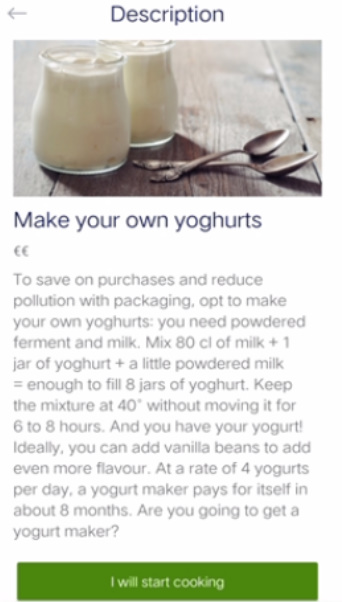 Description
Make your own yoghurts
€€
To save on purchases and reduce
pollution with packaging, opt to make
your own yoghurts: you need powdered
ferment and milk. Mix 80 cl of milk + 1
jar of yoghurt + a little powdered milk
= enough to fill 8 jars of yoghurt. Keep
the mixture at 40° without moving it for
6 to 8 hours. And you have your yogurt!
Ideally, you can add vanilla beans to add
even more flavour. At a rate of 4 yogurts
per day, a yogurt maker pays for itself in
about 8 months. Are you going to get a
yogurt maker?
I will start cooking